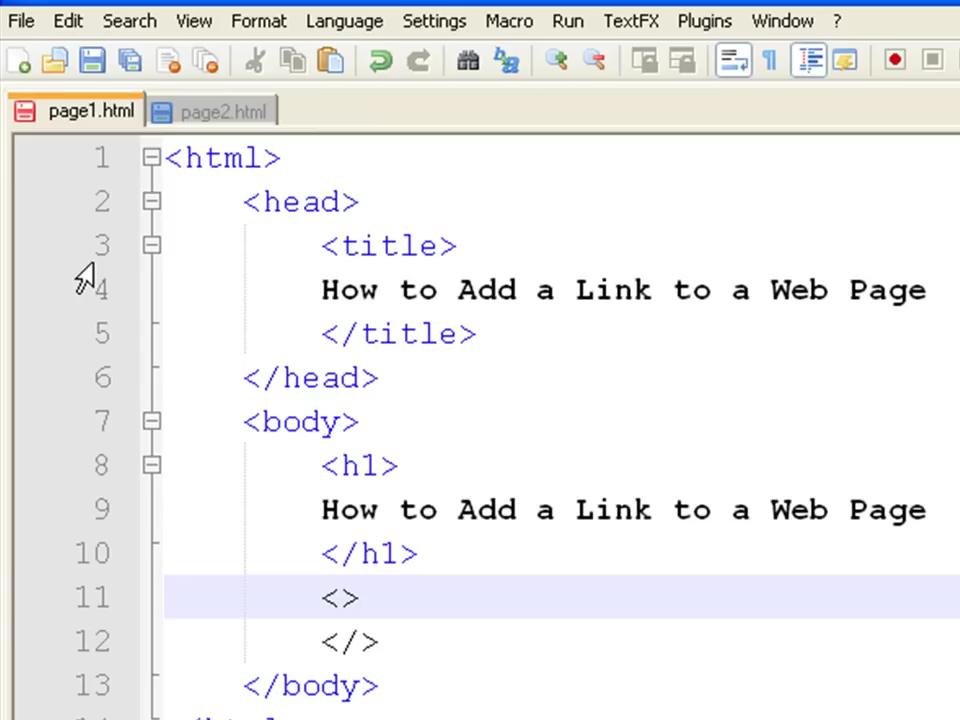 File Edit Search View Format Language Settings Macro Run TextFX Plugins Window ?
page1.html page2.html
1 <html>
2 <head>
3 <title>
4 How to Add a Link to a Web Page
5 </title>
6 </head>
7 <body>
8 <h1>
9 How to Add a Link to a Web Page
10 </h1>
11 <>
12 </>
13 </body>